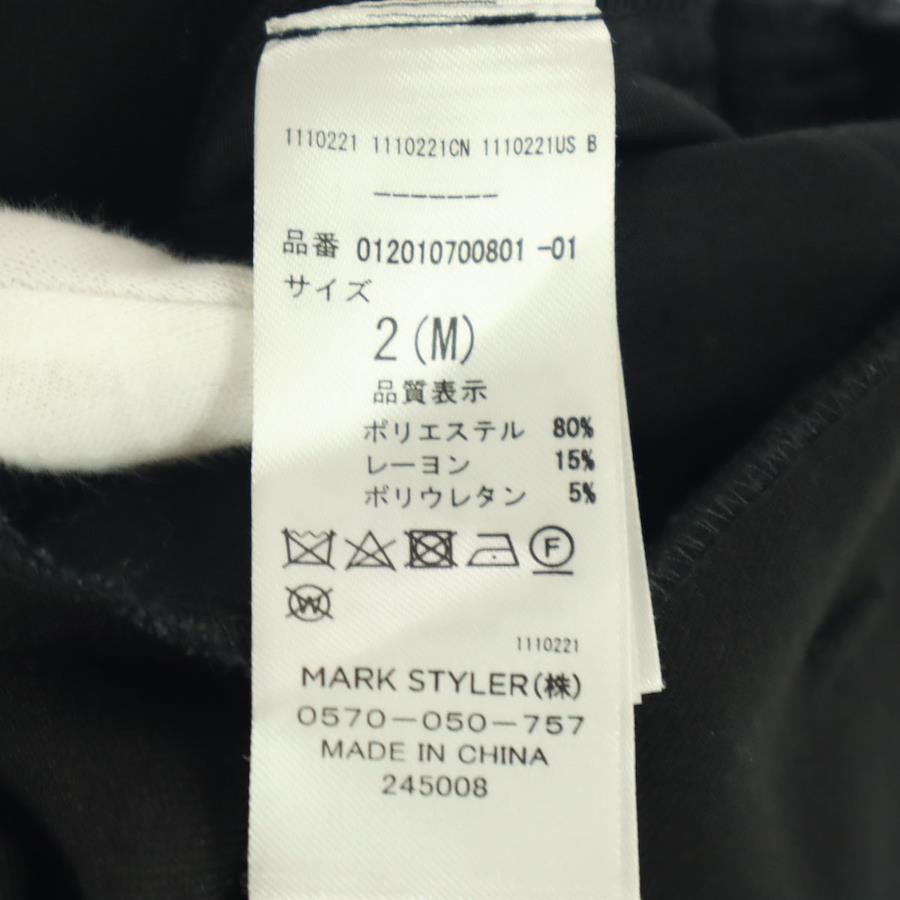 1110221 1110221CN 1110221US B
-------
品番 012010700801-01
サイズ
2(M)
品質表示
ポリエステル 80%
レーヨン 15%
ポリウレタン 5%
F
W
1110221
MARK STYLER(株)
0570-050-757
MADE IN CHINA
245008